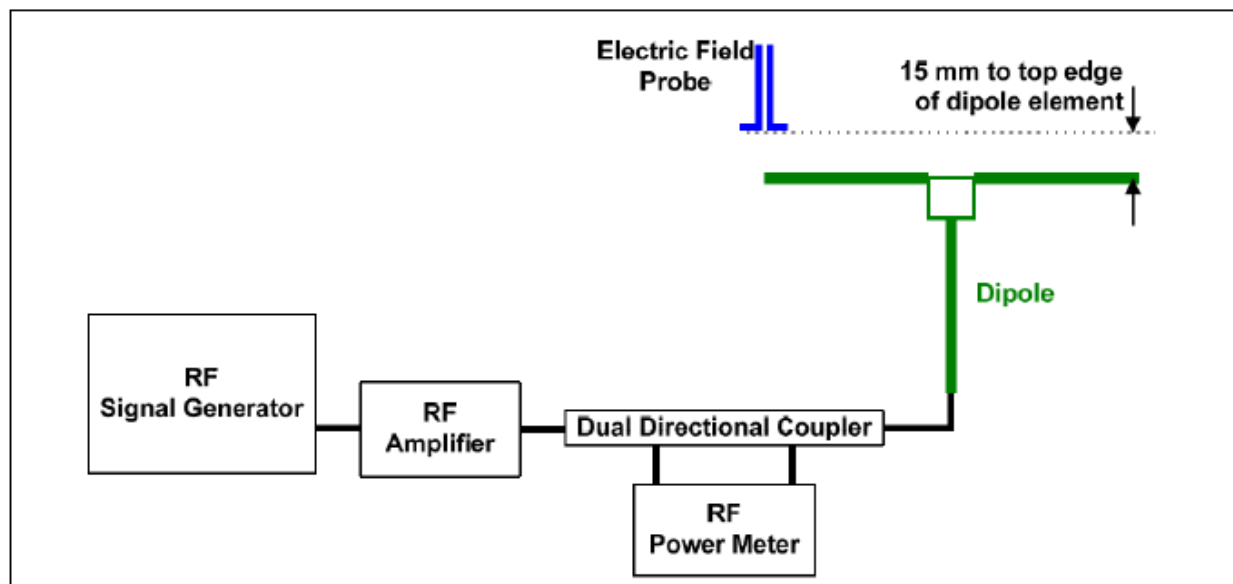 Electric Field
Probe
15 mm to top edge
of dipole element
Dipole
RF
Signal Generator
RF
Amplifier
Dual Directional Coupler
RF
Power Meter